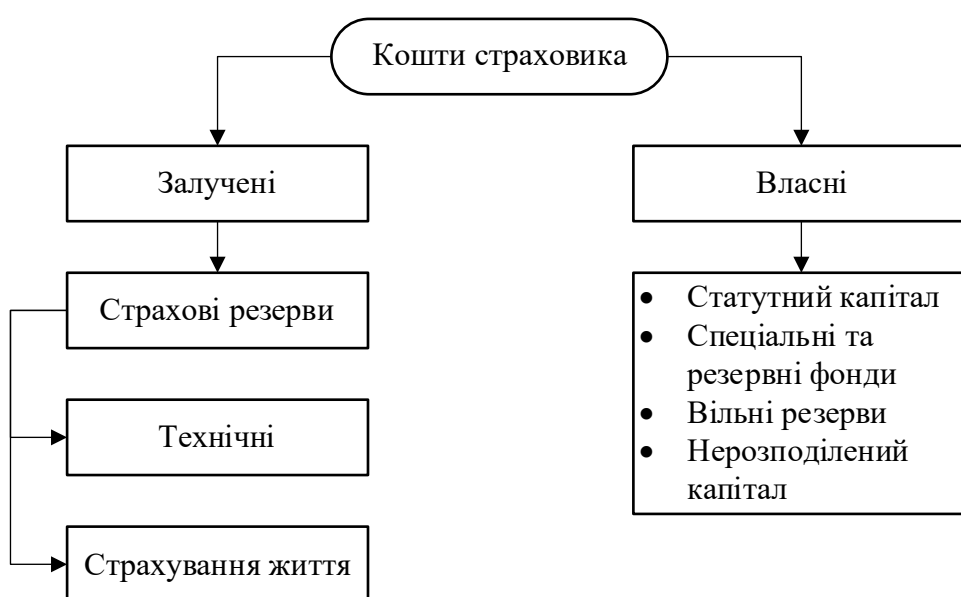 Кошти страховика
Залучені
Власні
Страхові резерви
Технічні
Страхування життя
• Статутний капітал
• Спеціальні та
резервні фонди
• Вільні резерви
• Нерозподілений
капітал